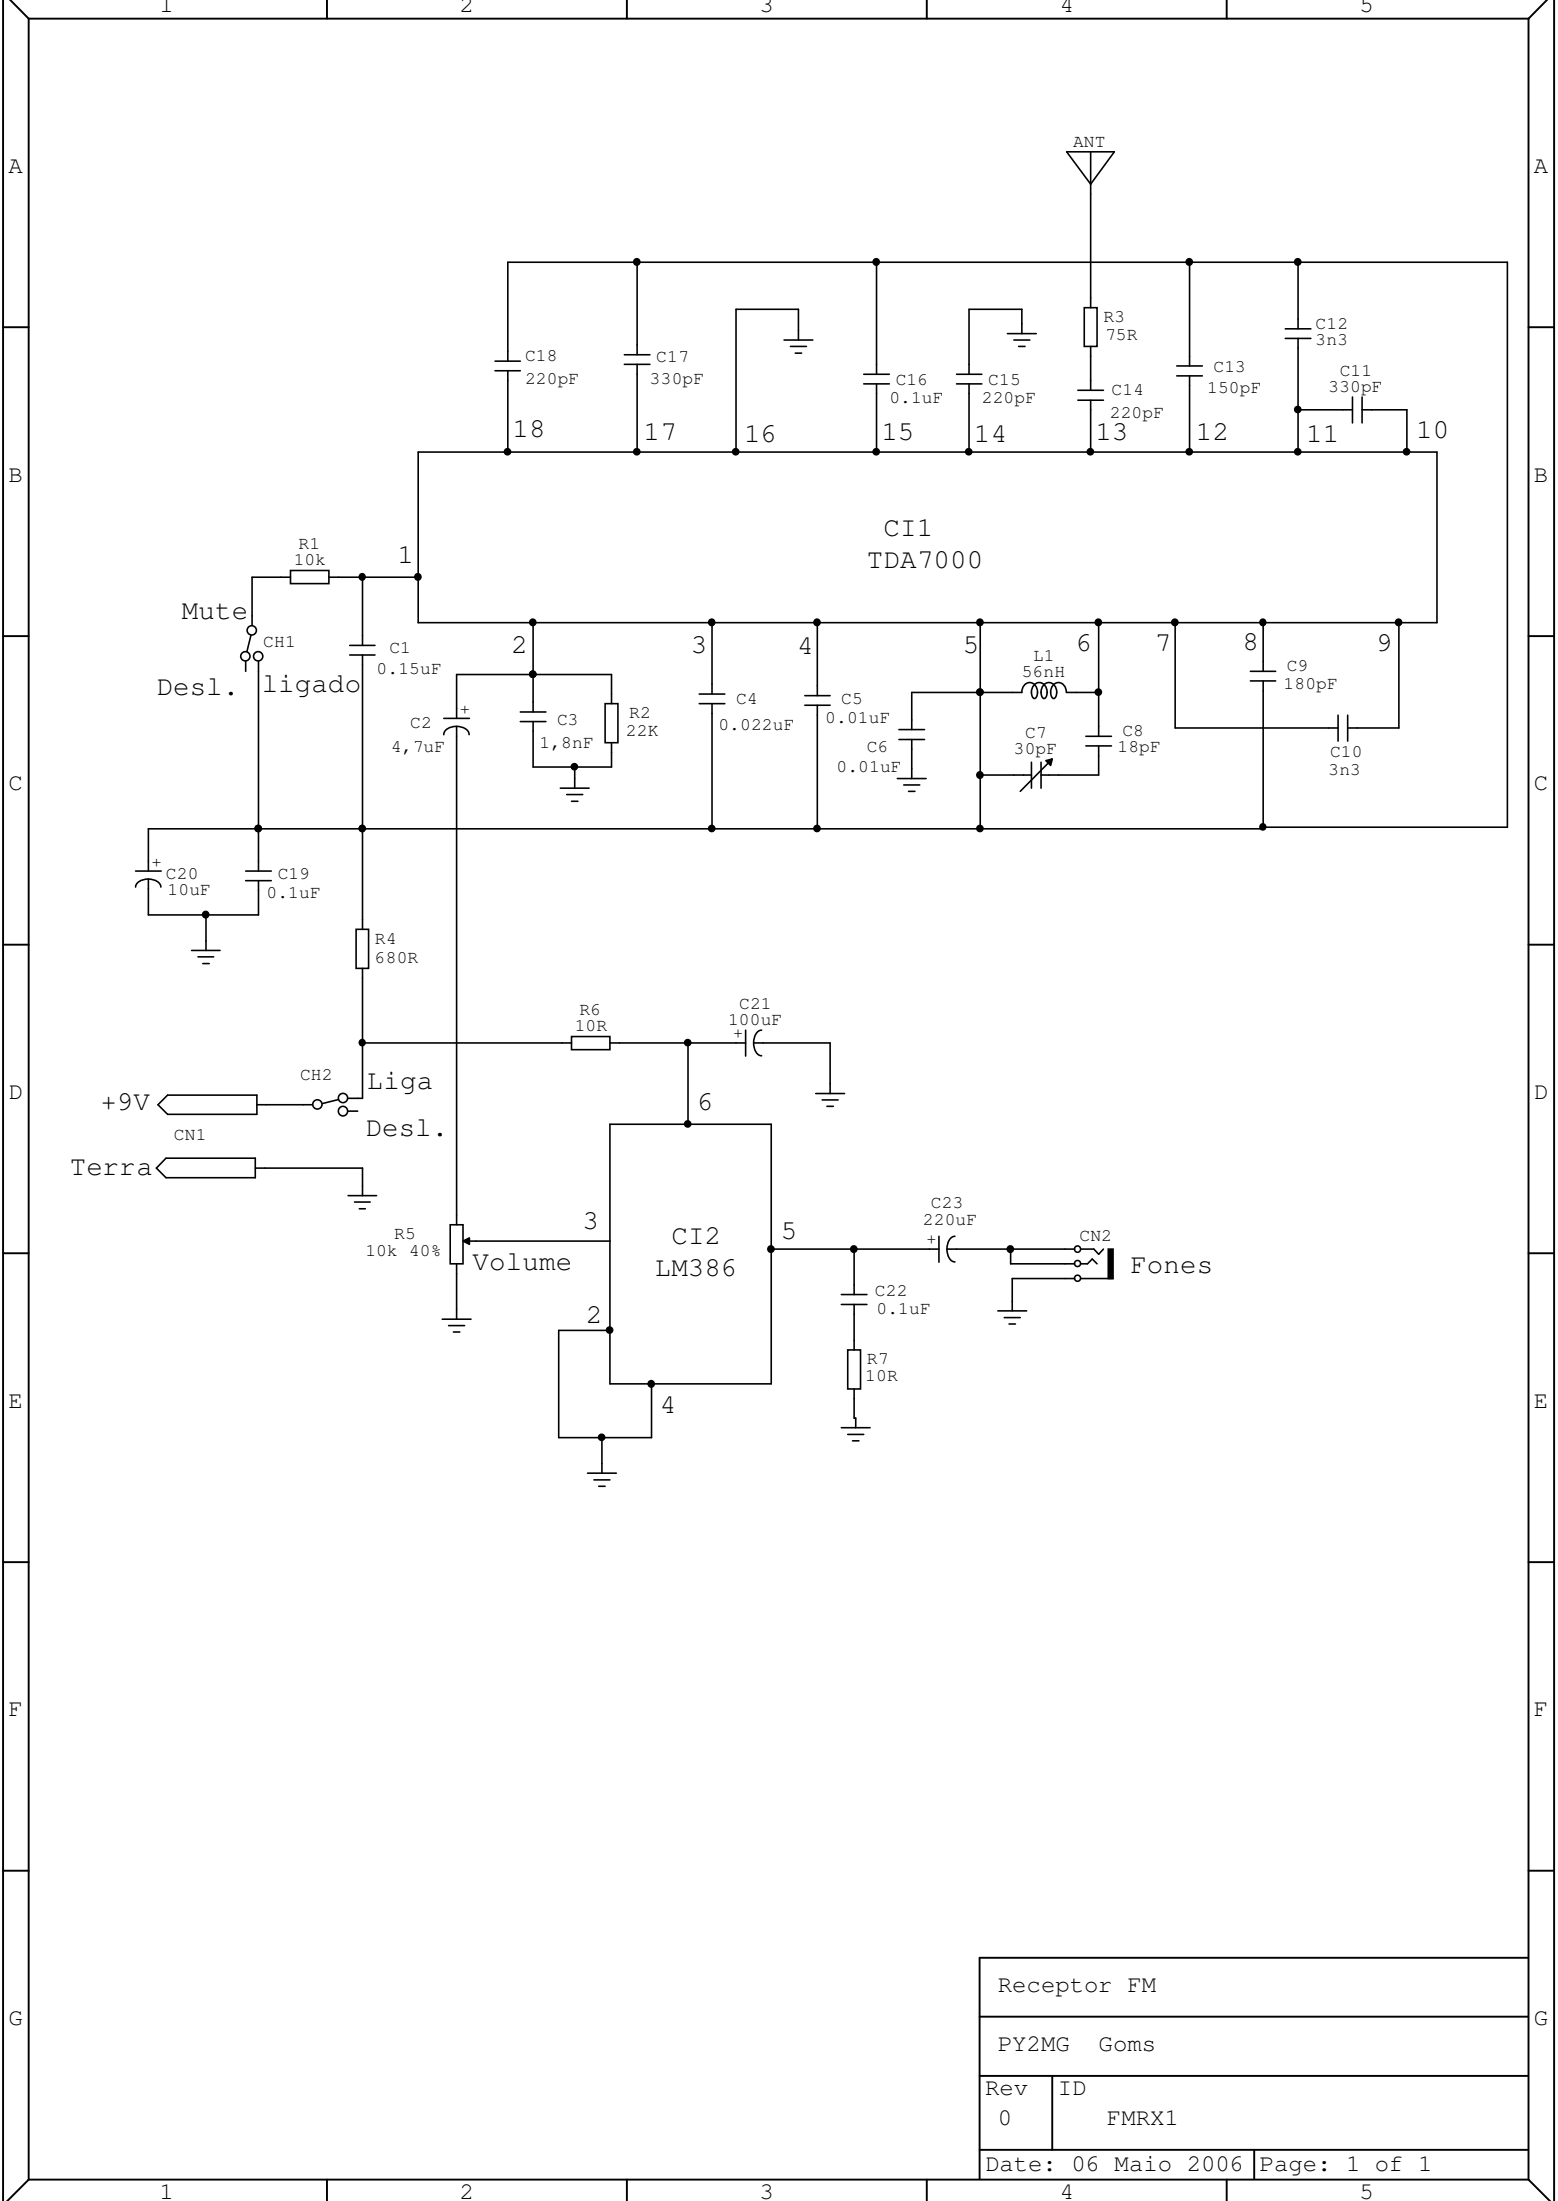 1 2 3 4 5
A A
ANT
R3
75R
C12
3n3
C18
220pF
C17
330pF
C16
0.1uF
C15
220pF
C14
220pF
C13
150pF
C11
330pF
18 17 16 15 14 13 12 11 10
B B
CI1
TDA7000
R1
10k
1
Mute
CH1
Desl. ligado
C1
0.15uF
2 3 4 5 6 7 8 9
L1
56nH
C9
180pF
C2
4,7uF
C3
1,8nF
R2
22K
C4
0.022uF
C5
0.01uF
C6
0.01uF
C7
30pF
C8
18pF
C10
3n3
C C
+
C20
10uF
C19
0.1uF
+
R4
680R
R6
10R
C21
100uF
+
D D
CH2
Liga
+9V
Desl.
CN1
Terra
6
R5
10k 40%
Volume
3
CI2
LM386
5
C23
220uF
+
CN2
Fones
2
C22
0.1uF
R7
10R
4
E E
F F
G G
Receptor FM
PY2MG Goms
Rev ID
0 FMRX1
Date: 06 Maio 2006 Page: 1 of 1
1 2 3 4 5